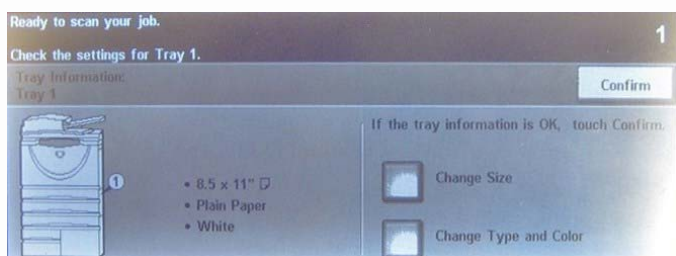 Ready to scan your job.
1
Check the settings for Tray 1.
Tray Information:
Tray 1
Confirm
If the tray information is OK, touch Confirm.
1
• 8.5 x 11"
• Plain Paper
• White
Change Size
Change Type and Color